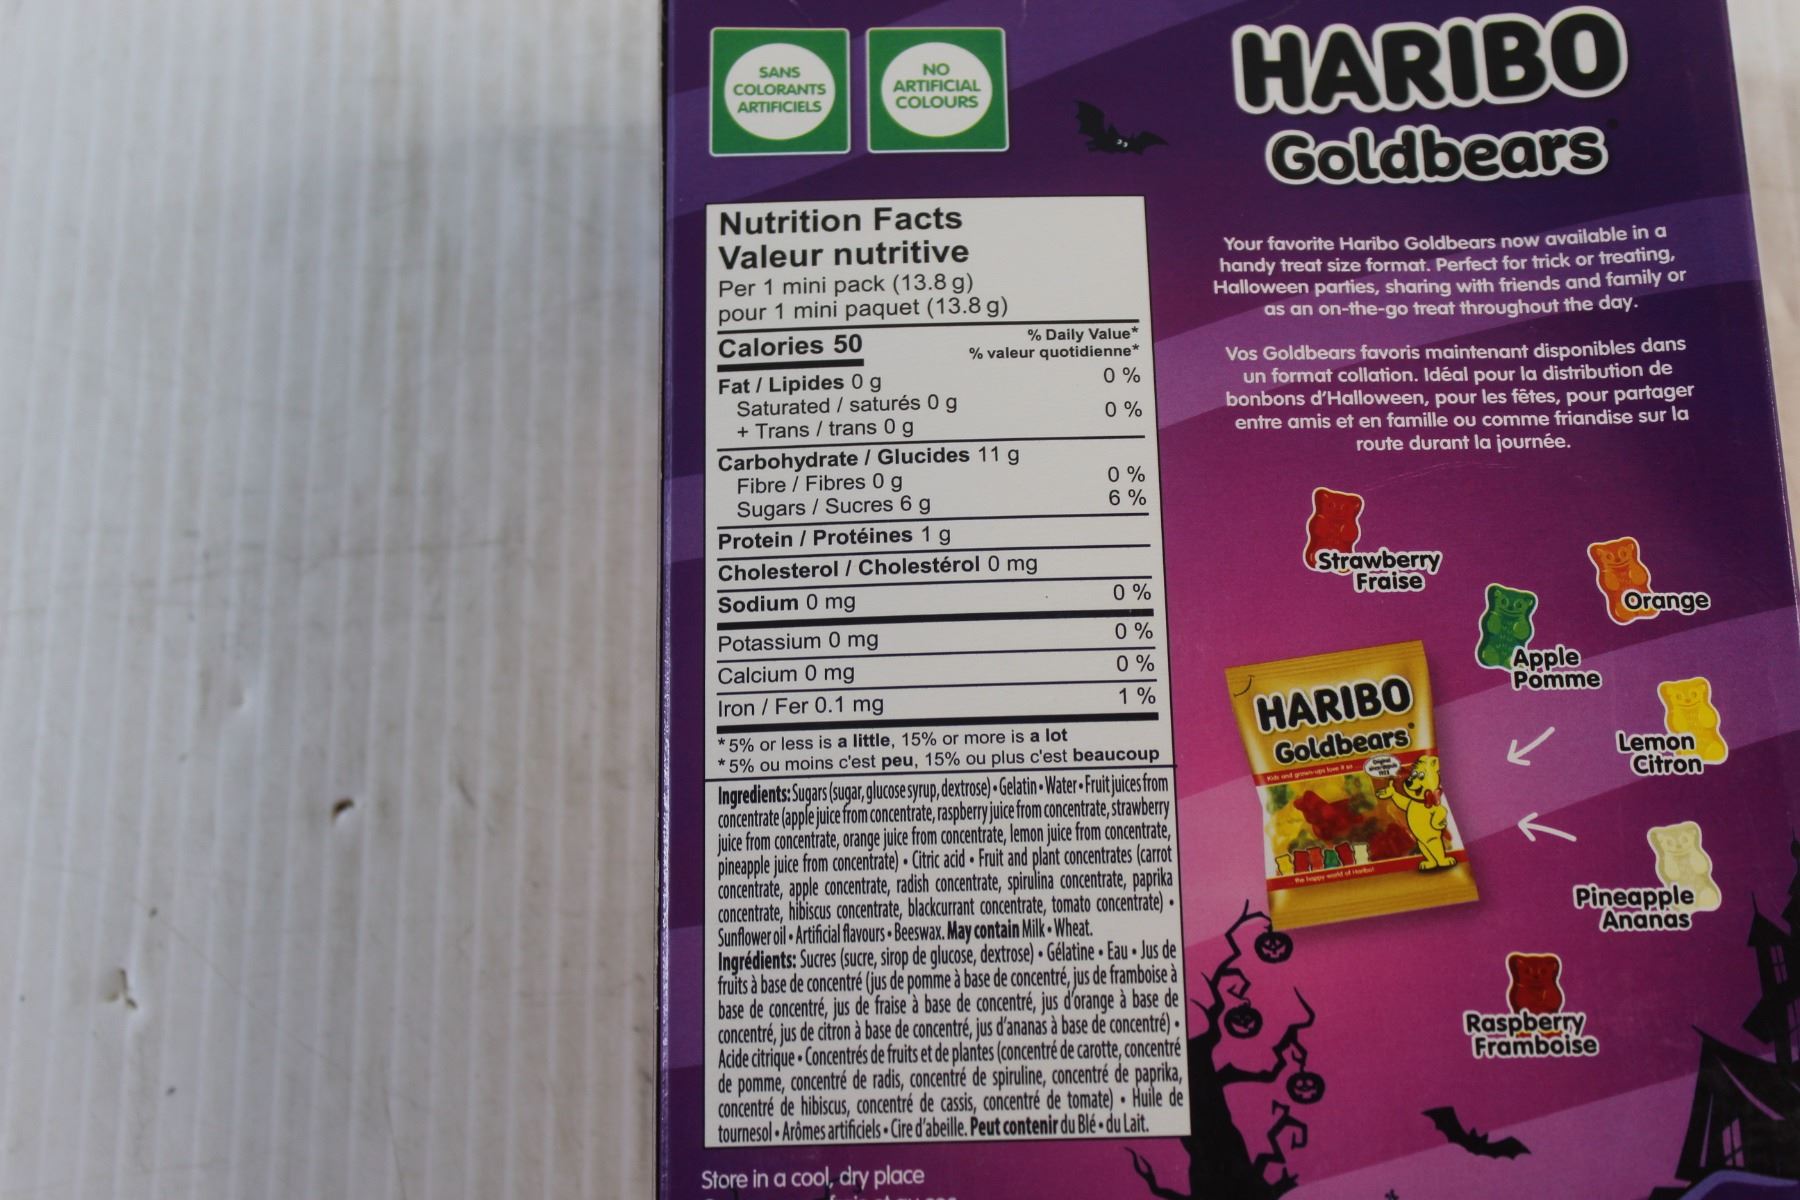 SANS
COLORANTS
ARTIFICIELS
NO
ARTIFICIAL
COLOURS
HARIBO
Goldbears
Nutrition Facts
Valeur nutritive
Per 1 mini pack (13.8 g)
pour 1 mini paquet (13.8 g)
Calories 50
% Daily Value*
% valeur quotidienne*
Fat / Lipides 0 g 0 %
Saturated / saturés 0 g 0 %
+ Trans / trans 0 g
Carbohydrate / Glucides 11 g
Fibre / Fibres 0 g 0 %
Sugars / Sucres 6 g 6 %
Protein / Protéines 1 g
Cholesterol / Cholestérol 0 mg
Sodium 0 mg 0 %
Potassium 0 mg 0 %
Calcium 0 mg 0 %
Iron / Fer 0.1 mg 1 %
*5% or less is a little, 15% or more is a lot
*5% ou moins c'est peu, 15% ou plus c'est beaucoup
Ingredients: Sugars (sugar, glucose syrup, dextrose) • Gelatin • Water • Fruit juices from
concentrate (apple juice from concentrate, raspberry juice from concentrate, strawberry
juice from concentrate, orange juice from concentrate, lemon juice from concentrate,
pineapple juice from concentrate) • Citric acid • Fruit and plant concentrates (carrot
concentrate, apple concentrate, radish concentrate, spirulina concentrate, paprika
concentrate, hibiscus concentrate, blackcurrant concentrate, tomato concentrate) •
Sunflower oil • Artificial flavours • Beeswax. May contain Milk • Wheat.
Ingrédients: Sucres (sucre, sirop de glucose, dextrose) • Gélatine • Eau • Jus de
fruits à base de concentré (jus de pomme à base de concentré, jus de framboise à
base de concentré, jus de fraise à base de concentré, jus d'orange à base de
concentré, jus de citron à base de concentré, jus d'ananas à base de concentré) •
Acide citrique • Concentrés de fruits et de plantes (concentré de carotte, concentré
de pomme, concentré de radis, concentré de spiruline, concentré de paprika,
concentré de hibiscus, concentré de cassis, concentré de tomate) • Huile de
tournesol • Arômes artificiels • Cire d'abeille. Peut contenir du Blé • du Lait.
Store in a cool, dry place
Your favorite Haribo Goldbears now available in a
handy treat size format. Perfect for trick or treating,
Halloween parties, sharing with friends and family or
as an on-the-go treat throughout the day.
Vos Goldbears favoris maintenant disponibles dans
un format collation. Idéal pour la distribution de
bonbons d'Halloween, pour les fêtes, pour partager
entre amis et en famille ou comme friandise sur la
route durant la journée.
Strawberry
Fraise
Orange
Apple
Pomme
Lemon
Citron
Pineapple
Ananas
Raspberry
Framboise
HARIBO
Goldbears
Kids and grown-ups love it so
the happy world of Haribo!